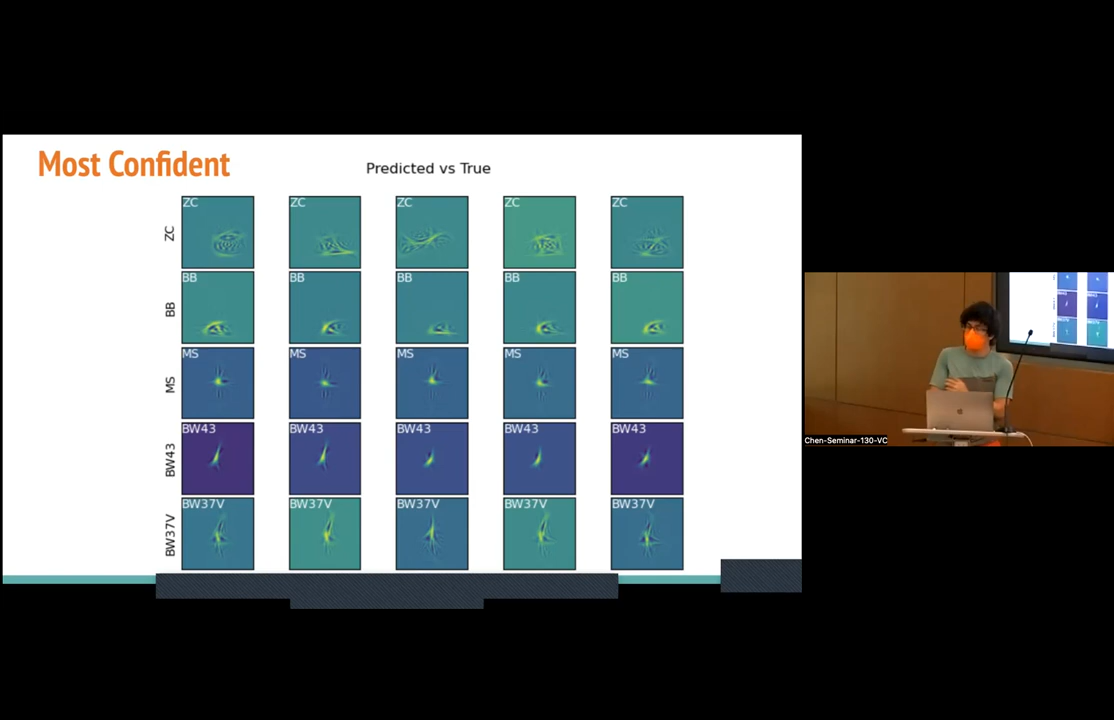 Most Confident
Predicted vs True
ZC ZC ZC ZC ZC ZC
BB BB BB BB BB BB
MS MS MS MS MS MS
BW43 BW43 BW43 BW43 BW43 BW43
BW37V BW37V BW37V BW37V BW37V BW37V
Chen-Seminar-130-VC